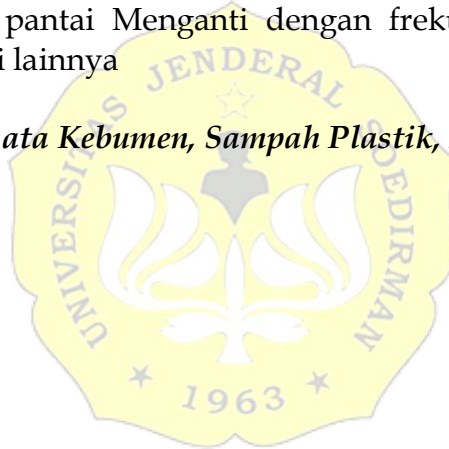 pantai Menganti dengan freku
i lainnya
ata Kebumen, Sampah Plastik,
UNIVERSITAS JENDERAL SOEDIRMAN
1963